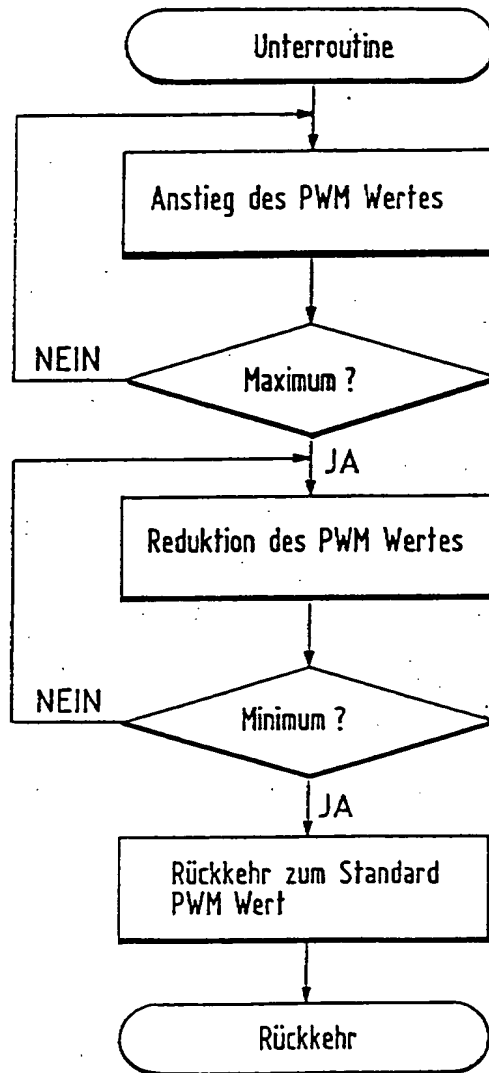 Unterroutine
Anstieg des PWM Wertes
NEIN
Maximum ?
JA
Reduktion des PWM Wertes
NEIN
Minimum ?
JA
Rückkehr zum Standard
PWM Wert
Rückkehr